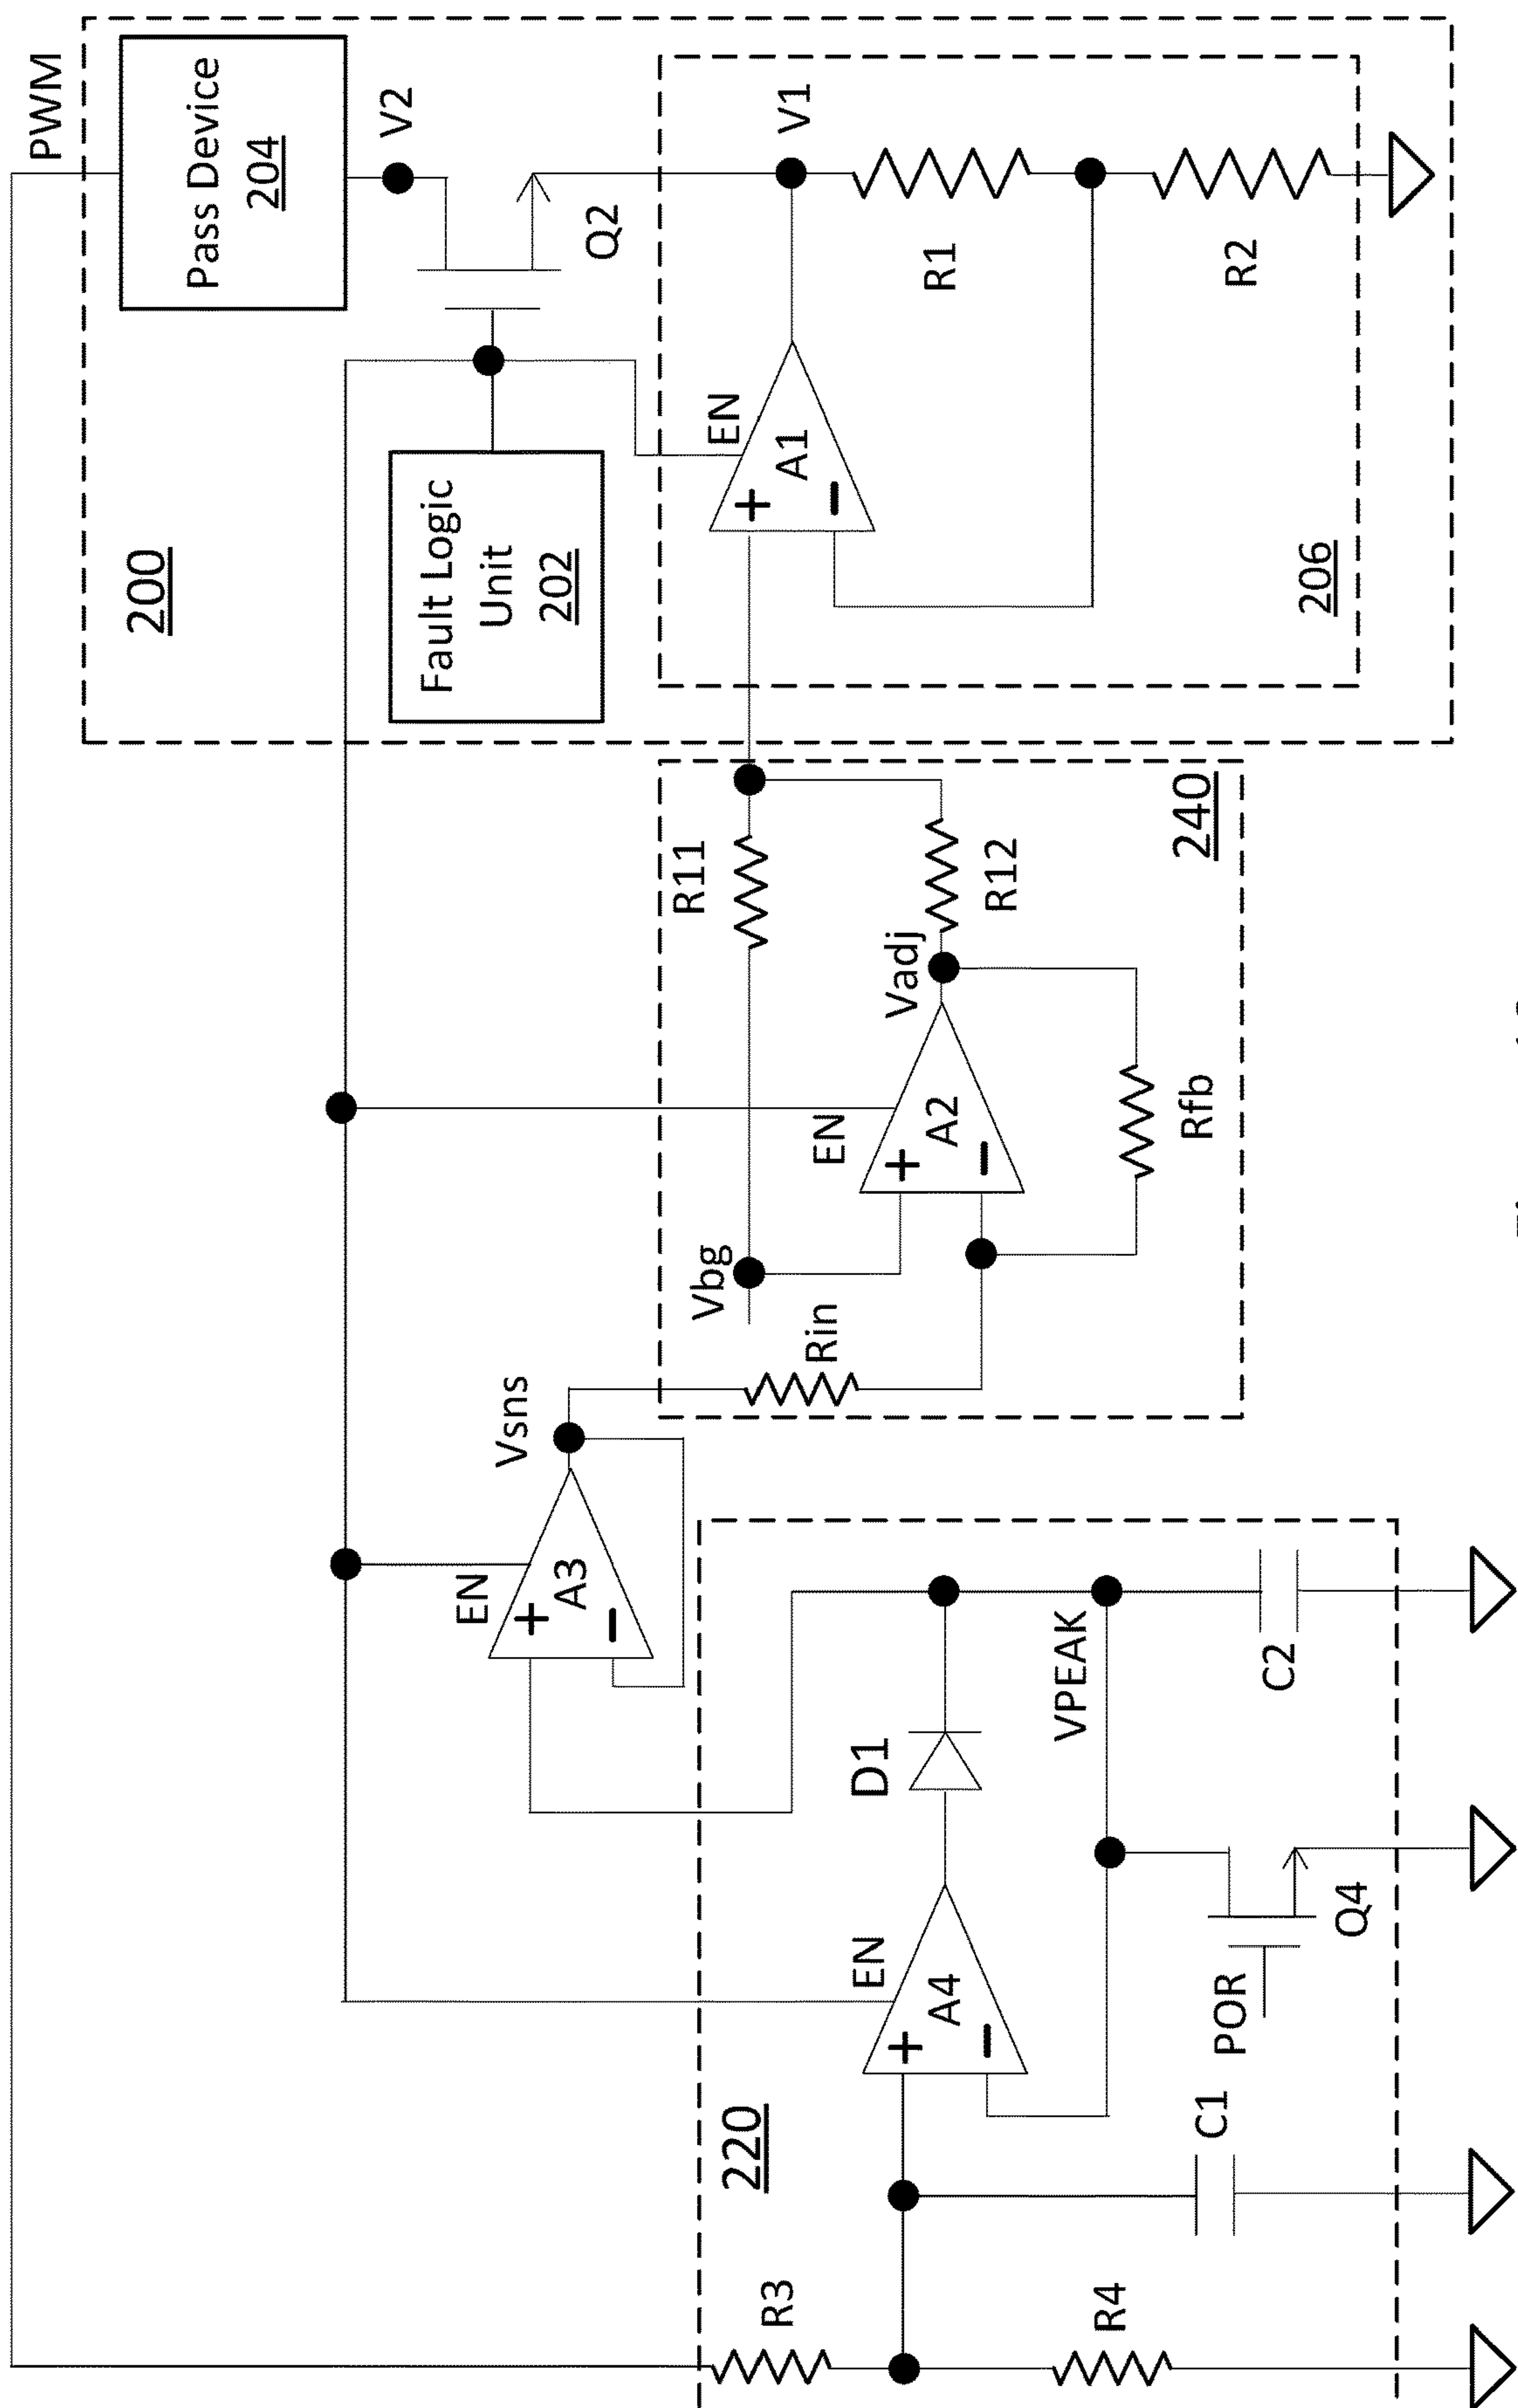 PWM
200
Pass Device
204
V2
Q2
Fault Logic
Unit
202
EN
A1
+
−
V1
R1
R2
206
R11
R12
240
Vadj
EN
A2
+
−
Rfb
Vbg
Rin
Vsns
EN
A3
+
−
VPEAK
D1
C2
EN
A4
+
−
POR
Q4
220
C1
R3
R4